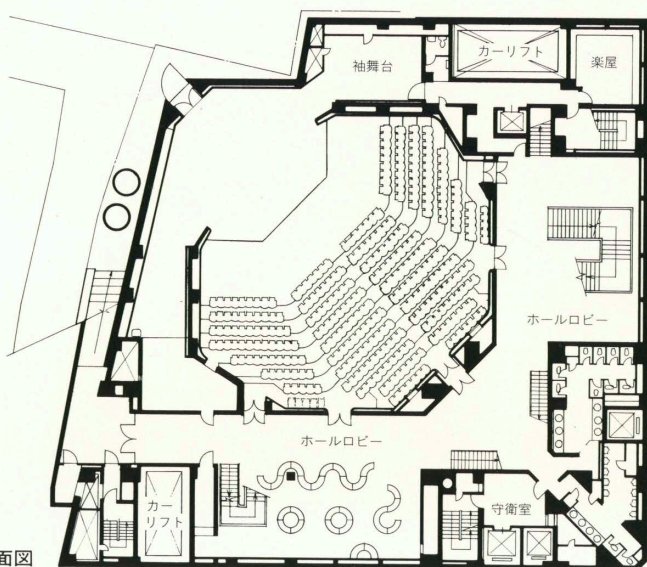 袖舞台
カーリフト
楽屋
ホールロビー
ホールロビー
カー
リフト
守衛室
面図